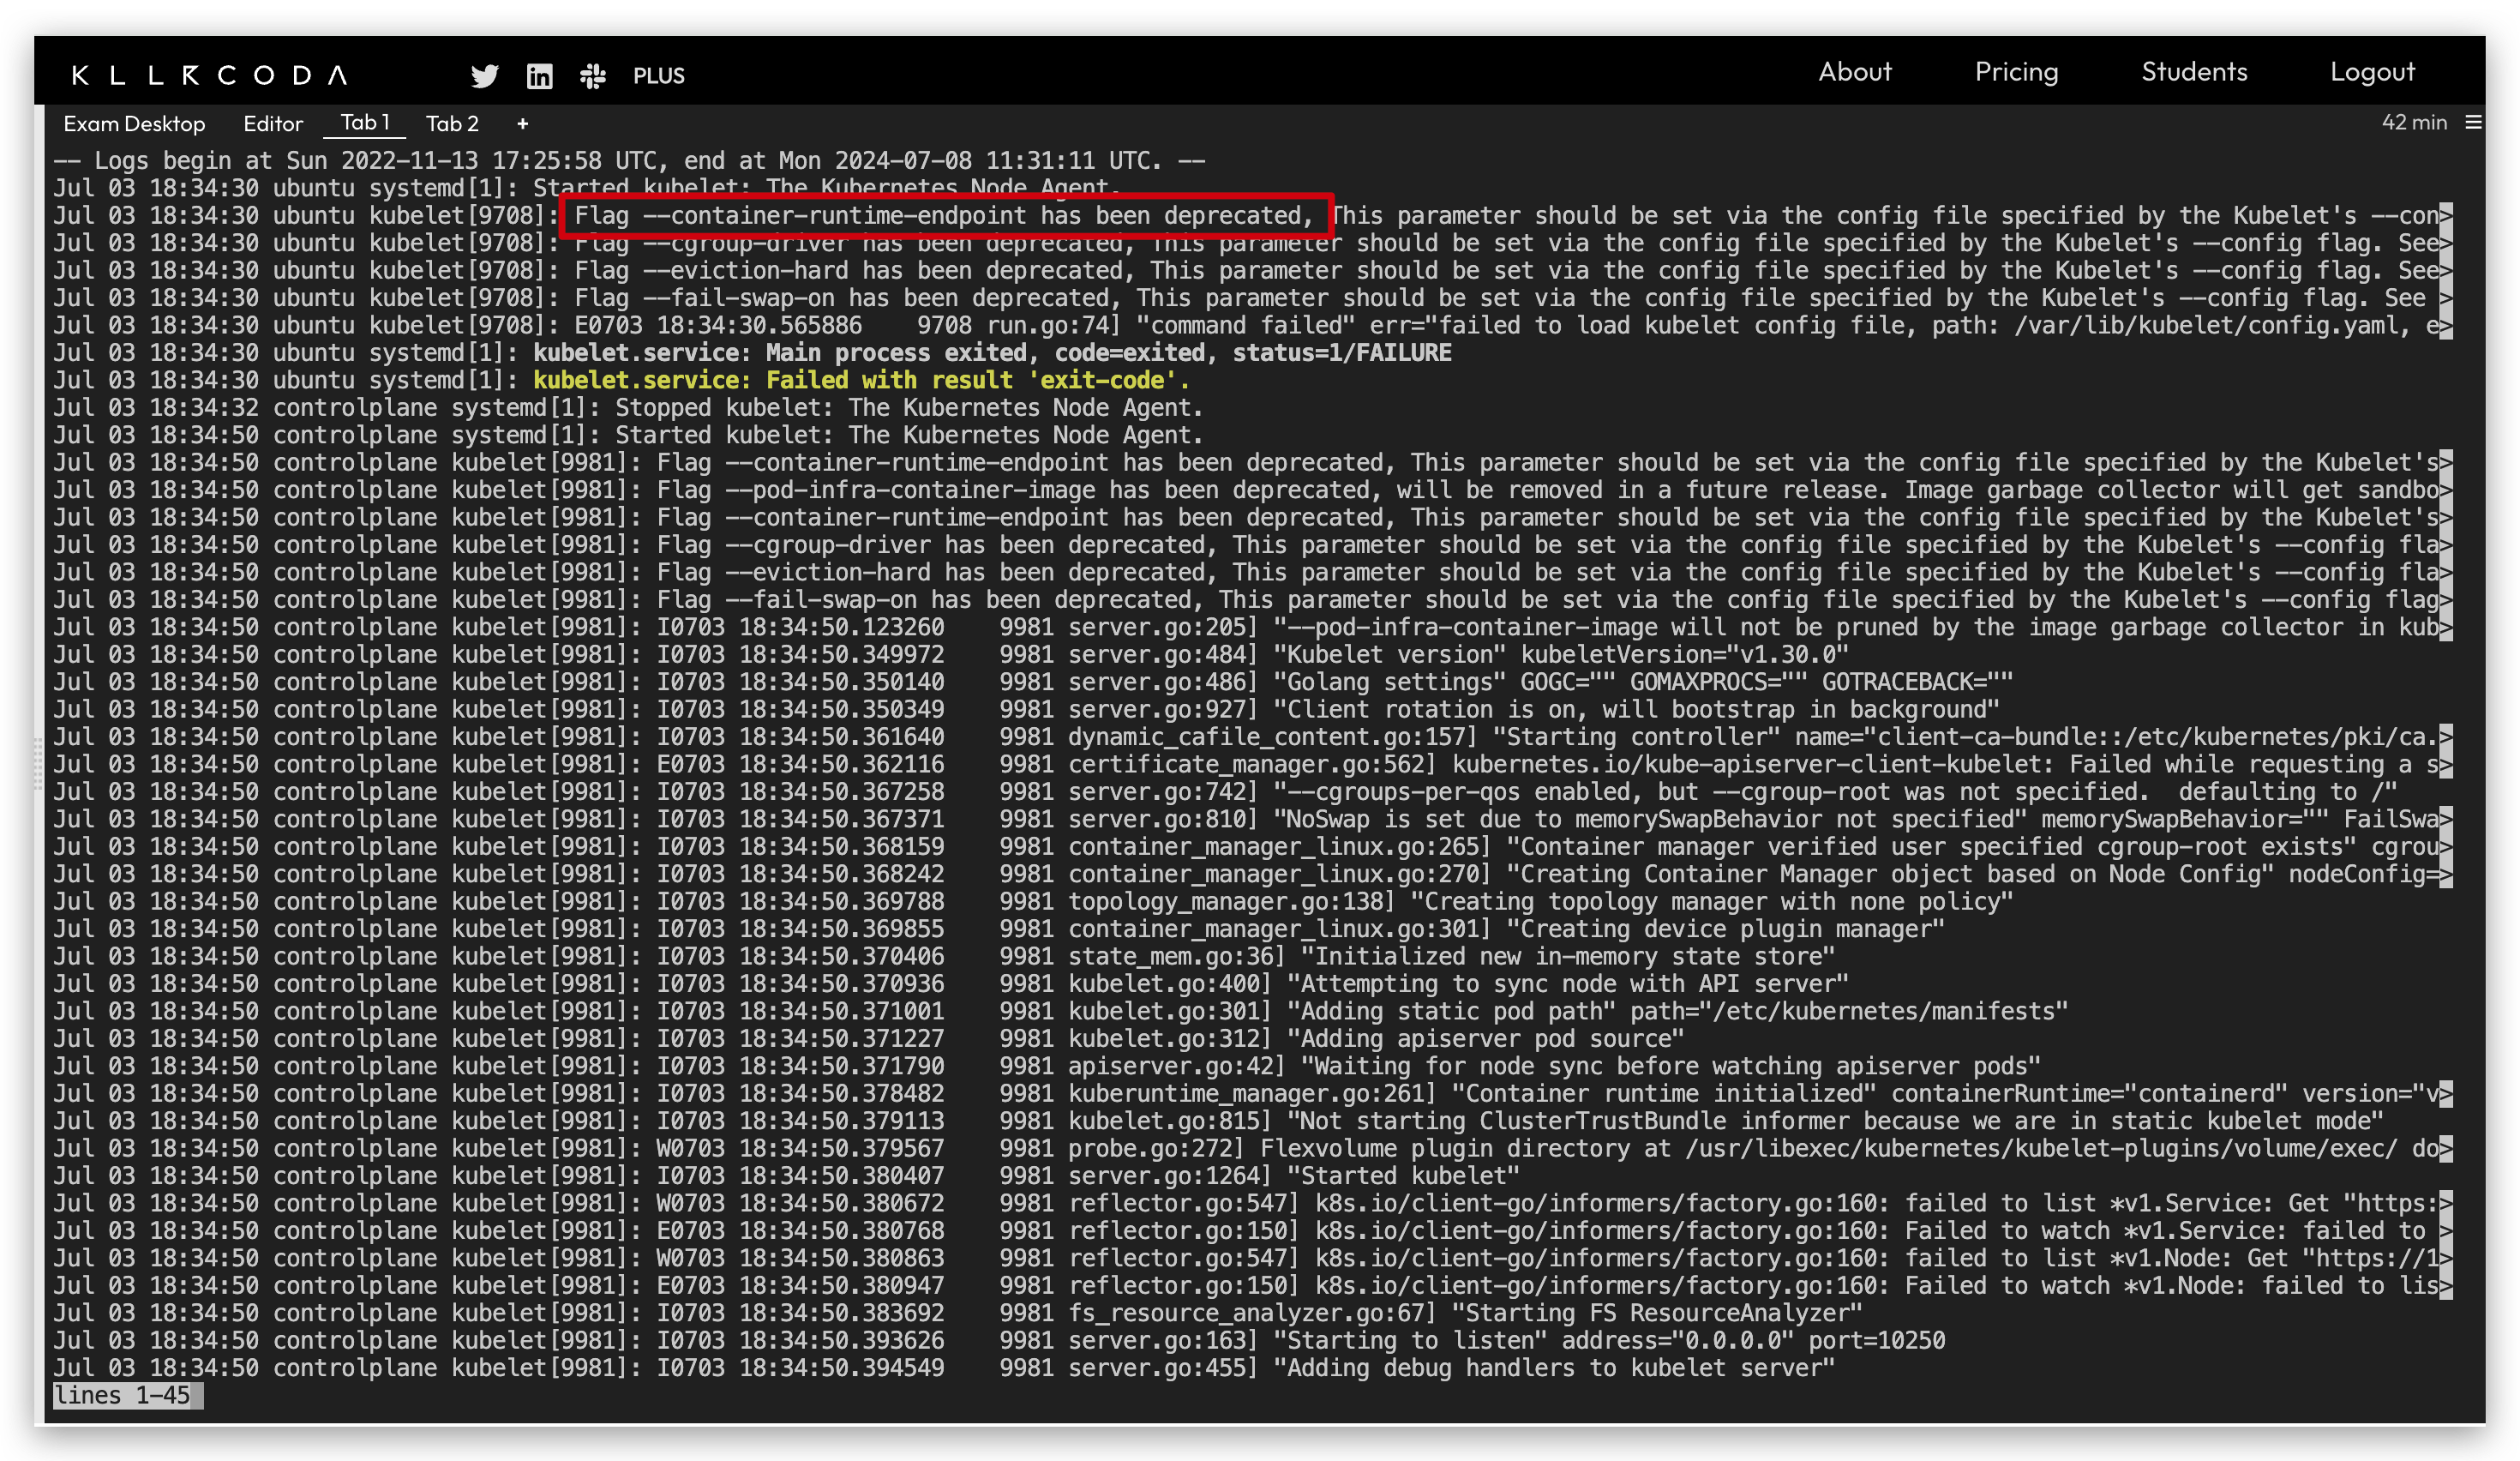 KLLRCODA PLUS About Pricing Students Logout
Exam Desktop Editor Tab 1 Tab 2 + 42 min
-- Logs begin at Sun 2022-11-13 17:25:58 UTC, end at Mon 2024-07-08 11:31:11 UTC. --
Jul 03 18:34:30 ubuntu systemd[1]: Started kubelet: The Kubernetes Node Agent.
Jul 03 18:34:30 ubuntu kubelet[9708]: Flag --container-runtime-endpoint has been deprecated, This parameter should be set via the config file specified by the Kubelet's --con>
Jul 03 18:34:30 ubuntu kubelet[9708]: Flag --cgroup-driver has been deprecated, This parameter should be set via the config file specified by the Kubelet's --config flag. See>
Jul 03 18:34:30 ubuntu kubelet[9708]: Flag --eviction-hard has been deprecated, This parameter should be set via the config file specified by the Kubelet's --config flag. See>
Jul 03 18:34:30 ubuntu kubelet[9708]: Flag --fail-swap-on has been deprecated, This parameter should be set via the config file specified by the Kubelet's --config flag. See >
Jul 03 18:34:30 ubuntu kubelet[9708]: E0703 18:34:30.565886    9708 run.go:74] "command failed" err="failed to load kubelet config file, path: /var/lib/kubelet/config.yaml, e>
Jul 03 18:34:30 ubuntu systemd[1]: kubelet.service: Main process exited, code=exited, status=1/FAILURE
Jul 03 18:34:30 ubuntu systemd[1]: kubelet.service: Failed with result 'exit-code'.
Jul 03 18:34:32 controlplane systemd[1]: Stopped kubelet: The Kubernetes Node Agent.
Jul 03 18:34:50 controlplane systemd[1]: Started kubelet: The Kubernetes Node Agent.
Jul 03 18:34:50 controlplane kubelet[9981]: Flag --container-runtime-endpoint has been deprecated, This parameter should be set via the config file specified by the Kubelet's>
Jul 03 18:34:50 controlplane kubelet[9981]: Flag --pod-infra-container-image has been deprecated, will be removed in a future release. Image garbage collector will get sandbo>
Jul 03 18:34:50 controlplane kubelet[9981]: Flag --container-runtime-endpoint has been deprecated, This parameter should be set via the config file specified by the Kubelet's>
Jul 03 18:34:50 controlplane kubelet[9981]: Flag --cgroup-driver has been deprecated, This parameter should be set via the config file specified by the Kubelet's --config fla>
Jul 03 18:34:50 controlplane kubelet[9981]: Flag --eviction-hard has been deprecated, This parameter should be set via the config file specified by the Kubelet's --config fla>
Jul 03 18:34:50 controlplane kubelet[9981]: Flag --fail-swap-on has been deprecated, This parameter should be set via the config file specified by the Kubelet's --config flag>
Jul 03 18:34:50 controlplane kubelet[9981]: I0703 18:34:50.123260    9981 server.go:205] "--pod-infra-container-image will not be pruned by the image garbage collector in kub>
Jul 03 18:34:50 controlplane kubelet[9981]: I0703 18:34:50.349972    9981 server.go:484] "Kubelet version" kubeletVersion="v1.30.0"
Jul 03 18:34:50 controlplane kubelet[9981]: I0703 18:34:50.350140    9981 server.go:486] "Golang settings" GOGC="" GOMAXPROCS="" GOTRACEBACK=""
Jul 03 18:34:50 controlplane kubelet[9981]: I0703 18:34:50.350349    9981 server.go:927] "Client rotation is on, will bootstrap in background"
Jul 03 18:34:50 controlplane kubelet[9981]: I0703 18:34:50.361640    9981 dynamic_cafile_content.go:157] "Starting controller" name="client-ca-bundle::/etc/kubernetes/pki/ca.>
Jul 03 18:34:50 controlplane kubelet[9981]: E0703 18:34:50.362116    9981 certificate_manager.go:562] kubernetes.io/kube-apiserver-client-kubelet: Failed while requesting a s>
Jul 03 18:34:50 controlplane kubelet[9981]: I0703 18:34:50.367258    9981 server.go:742] "--cgroups-per-qos enabled, but --cgroup-root was not specified.  defaulting to /"
Jul 03 18:34:50 controlplane kubelet[9981]: I0703 18:34:50.367371    9981 server.go:810] "NoSwap is set due to memorySwapBehavior not specified" memorySwapBehavior="" FailSwa>
Jul 03 18:34:50 controlplane kubelet[9981]: I0703 18:34:50.368159    9981 container_manager_linux.go:265] "Container manager verified user specified cgroup-root exists" cgrou>
Jul 03 18:34:50 controlplane kubelet[9981]: I0703 18:34:50.368242    9981 container_manager_linux.go:270] "Creating Container Manager object based on Node Config" nodeConfig=>
Jul 03 18:34:50 controlplane kubelet[9981]: I0703 18:34:50.369788    9981 topology_manager.go:138] "Creating topology manager with none policy"
Jul 03 18:34:50 controlplane kubelet[9981]: I0703 18:34:50.369855    9981 container_manager_linux.go:301] "Creating device plugin manager"
Jul 03 18:34:50 controlplane kubelet[9981]: I0703 18:34:50.370406    9981 state_mem.go:36] "Initialized new in-memory state store"
Jul 03 18:34:50 controlplane kubelet[9981]: I0703 18:34:50.370936    9981 kubelet.go:400] "Attempting to sync node with API server"
Jul 03 18:34:50 controlplane kubelet[9981]: I0703 18:34:50.371001    9981 kubelet.go:301] "Adding static pod path" path="/etc/kubernetes/manifests"
Jul 03 18:34:50 controlplane kubelet[9981]: I0703 18:34:50.371227    9981 kubelet.go:312] "Adding apiserver pod source"
Jul 03 18:34:50 controlplane kubelet[9981]: I0703 18:34:50.371790    9981 apiserver.go:42] "Waiting for node sync before watching apiserver pods"
Jul 03 18:34:50 controlplane kubelet[9981]: I0703 18:34:50.378482    9981 kuberuntime_manager.go:261] "Container runtime initialized" containerRuntime="containerd" version="v>
Jul 03 18:34:50 controlplane kubelet[9981]: I0703 18:34:50.379113    9981 kubelet.go:815] "Not starting ClusterTrustBundle informer because we are in static kubelet mode"
Jul 03 18:34:50 controlplane kubelet[9981]: W0703 18:34:50.379567    9981 probe.go:272] Flexvolume plugin directory at /usr/libexec/kubernetes/kubelet-plugins/volume/exec/ do>
Jul 03 18:34:50 controlplane kubelet[9981]: I0703 18:34:50.380407    9981 server.go:1264] "Started kubelet"
Jul 03 18:34:50 controlplane kubelet[9981]: W0703 18:34:50.380672    9981 reflector.go:547] k8s.io/client-go/informers/factory.go:160: failed to list *v1.Service: Get "https:>
Jul 03 18:34:50 controlplane kubelet[9981]: E0703 18:34:50.380768    9981 reflector.go:150] k8s.io/client-go/informers/factory.go:160: Failed to watch *v1.Service: failed to >
Jul 03 18:34:50 controlplane kubelet[9981]: W0703 18:34:50.380863    9981 reflector.go:547] k8s.io/client-go/informers/factory.go:160: failed to list *v1.Node: Get "https://1>
Jul 03 18:34:50 controlplane kubelet[9981]: E0703 18:34:50.380947    9981 reflector.go:150] k8s.io/client-go/informers/factory.go:160: Failed to watch *v1.Node: failed to lis>
Jul 03 18:34:50 controlplane kubelet[9981]: I0703 18:34:50.383692    9981 fs_resource_analyzer.go:67] "Starting FS ResourceAnalyzer"
Jul 03 18:34:50 controlplane kubelet[9981]: I0703 18:34:50.393626    9981 server.go:163] "Starting to listen" address="0.0.0.0" port=10250
Jul 03 18:34:50 controlplane kubelet[9981]: I0703 18:34:50.394549    9981 server.go:455] "Adding debug handlers to kubelet server"
lines 1-45